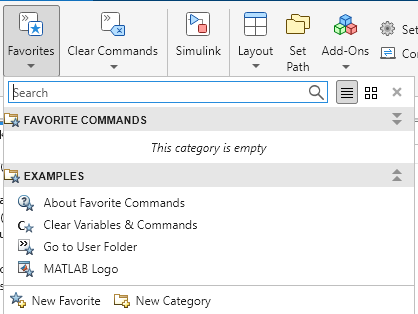 Favorites
Clear Commands
Simulink
Layout
Set Path
Add-Ons
Set
Search
FAVORITE COMMANDS
This category is empty
EXAMPLES
About Favorite Commands
Clear Variables & Commands
Go to User Folder
MATLAB Logo
New Favorite
New Category